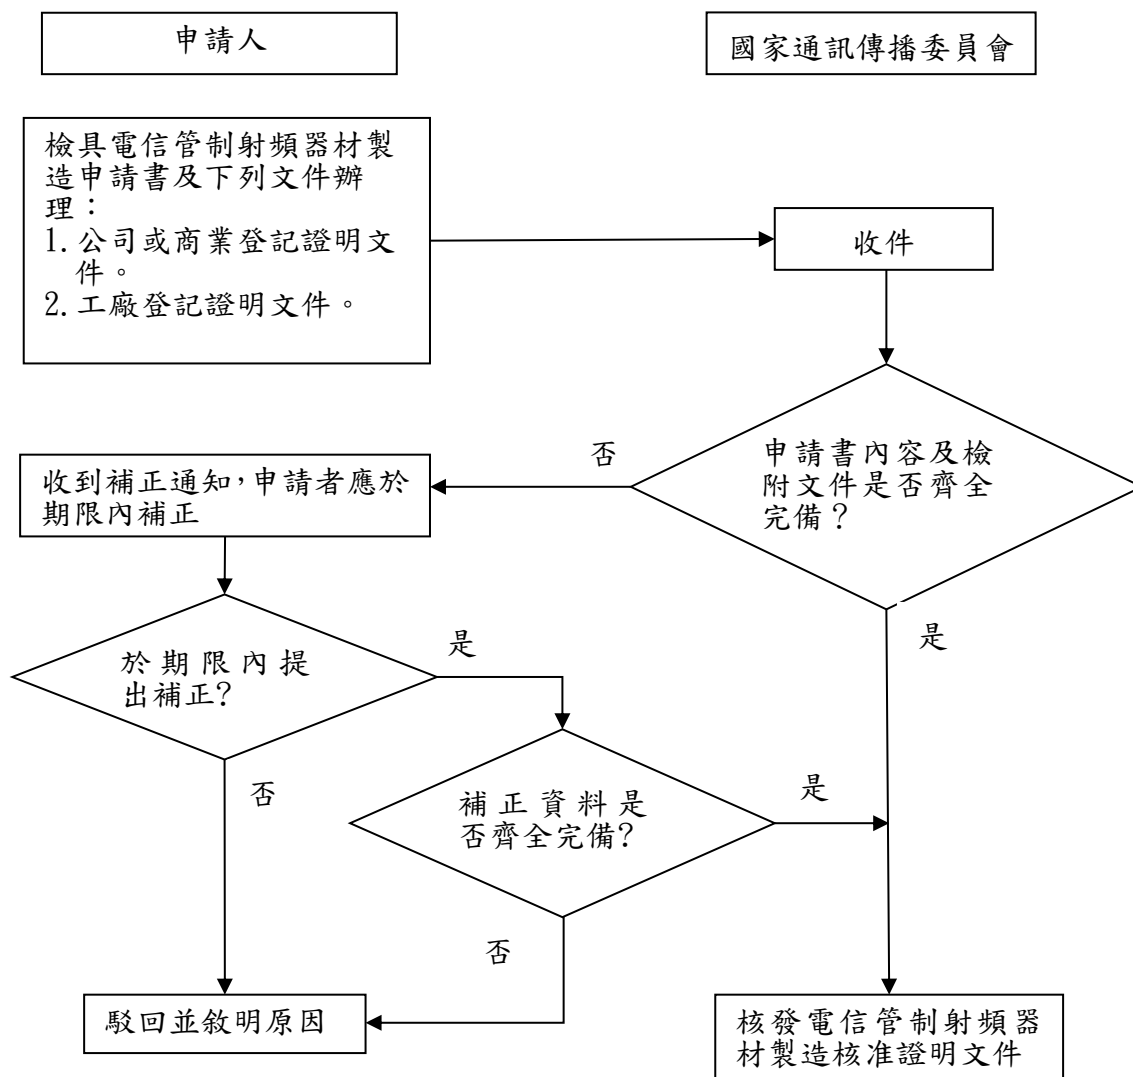 申請人
國家通訊傳播委員會
檢具電信管制射頻器材製
造申請書及下列文件辦
理：
1.公司或商業登記證明文
件。
2.工廠登記證明文件。
收件
申請書內容及檢
附文件是否齊全
完備？
否
收到補正通知，申請者應於
期限內補正
是
於期限內提
出補正?
是
否
補正資料是
否齊全完備?
是
否
駁回並敘明原因
核發電信管制射頻器
材製造核准證明文件